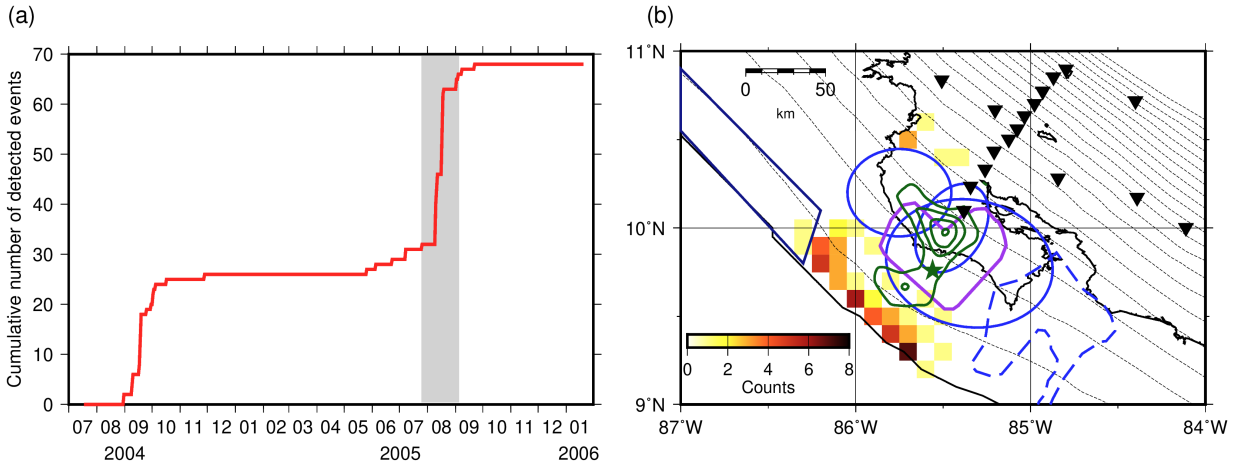 (a)
Cumulative number of detected events
70
60
50
40
30
20
10
0
07 08 09 10 11 12 01 02 03 04 05 06 07 08 09 10 11 12 01
2004 2005 2006
(b)
11°N
10°N
9°N
0 50
km
0 2 4 6 8
Counts
87°W 86°W 85°W 84°W